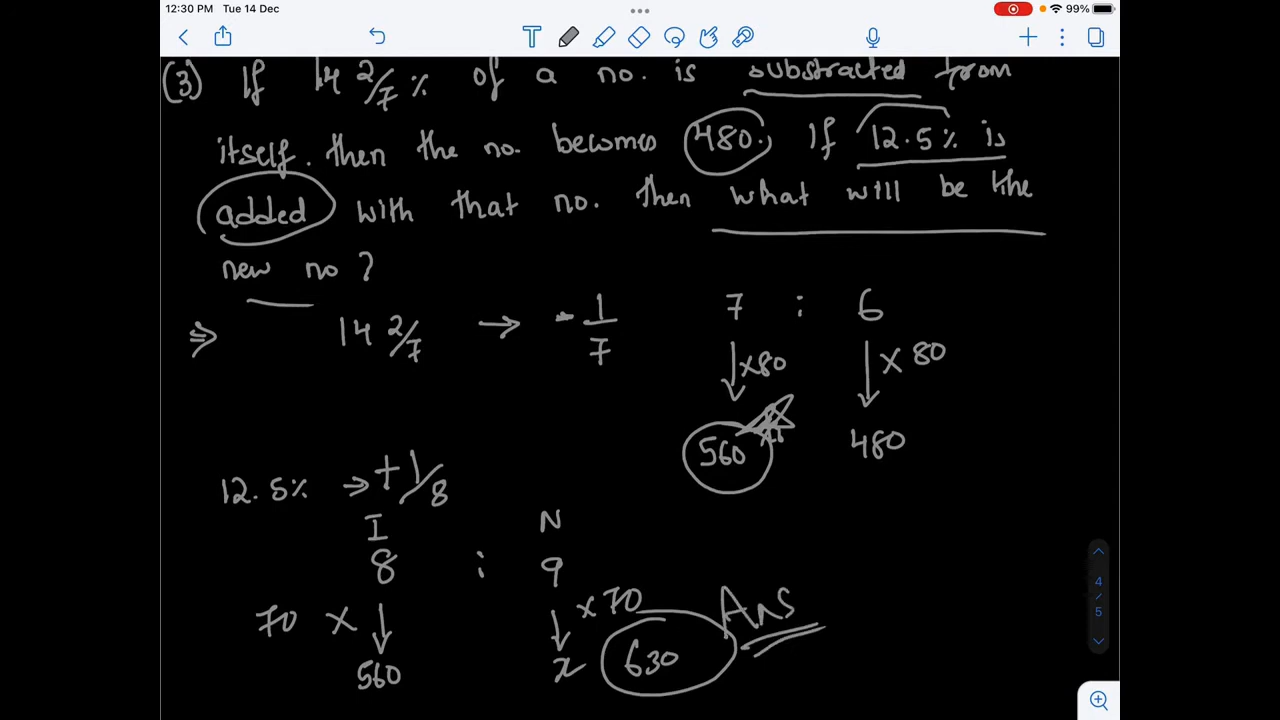 12:30 PM Tue 14 Dec
99%
T
(3) If 14 2/7 % of a no. is substracted from
itself. then the no. becomes 480. If 12.5% is
added with that no. then what will be the
new no?
⇒ 14 2/7 → - 1/7 7 : 6
×80 × 80
560 480
12.5% ⇒ + 1/8
I N
8 : 9
70 × × 70 Ans
560 x 630
4
5